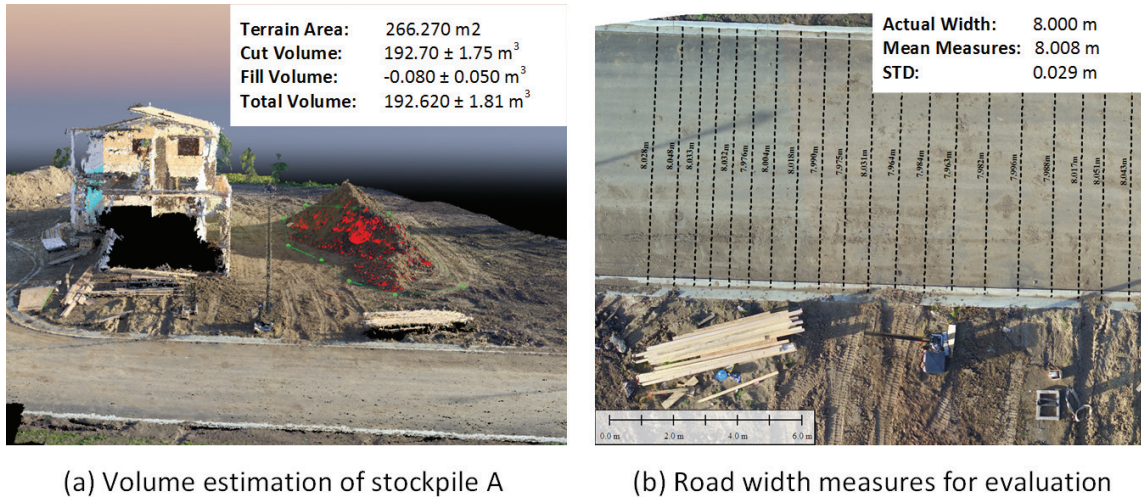 Terrain Area: 266.270 m2
Cut Volume: 192.70 ± 1.75 m³
Fill Volume: -0.080 ± 0.050 m³
Total Volume: 192.620 ± 1.81 m³
Actual Width: 8.000 m
Mean Measures: 8.008 m
STD: 0.029 m
8.028m
8.048m
8.033m
8.032m
7.976m
8.004m
8.018m
7.990m
7.975m
8.031m
7.964m
7.984m
7.963m
7.982m
7.996m
7.988m
8.017m
8.051m
8.043m
0.0 m 2.0 m 4.0 m 6.0 m
(a) Volume estimation of stockpile A
(b) Road width measures for evaluation